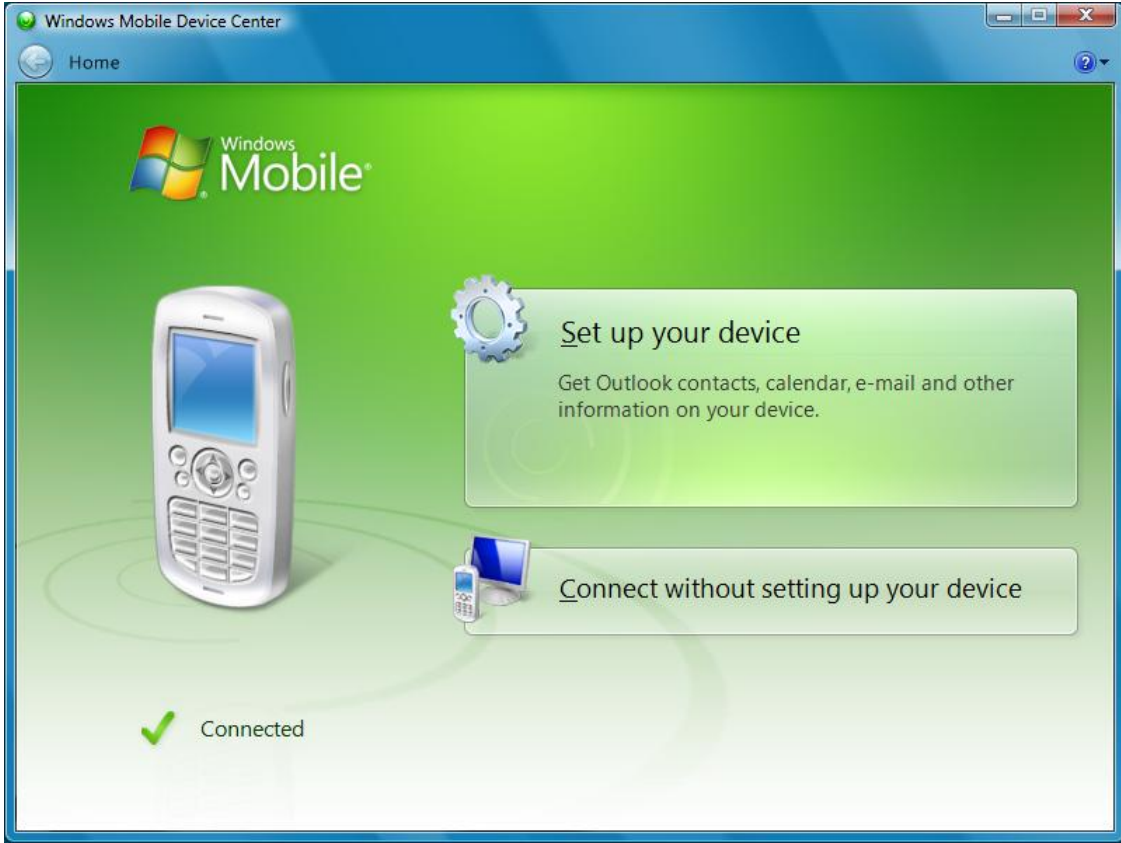 Windows Mobile Device Center
Home
Windows
Mobile®
Set up your device
Get Outlook contacts, calendar, e-mail and other
information on your device.
Connect without setting up your device
Connected